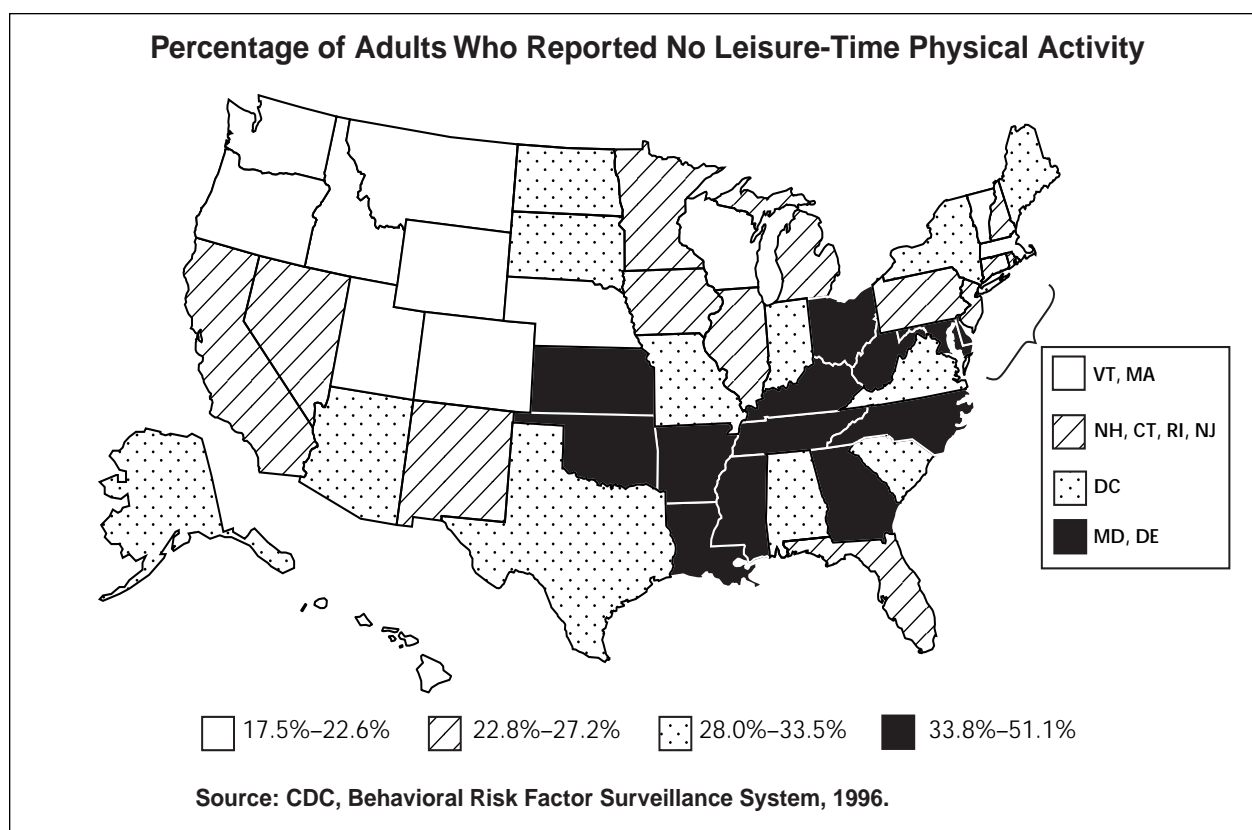 Percentage of Adults Who Reported No Leisure-Time Physical Activity
VT, MA
NH, CT, RI, NJ
DC
MD, DE
17.5%–22.6% 22.8%–27.2% 28.0%–33.5% 33.8%–51.1%
Source: CDC, Behavioral Risk Factor Surveillance System, 1996.